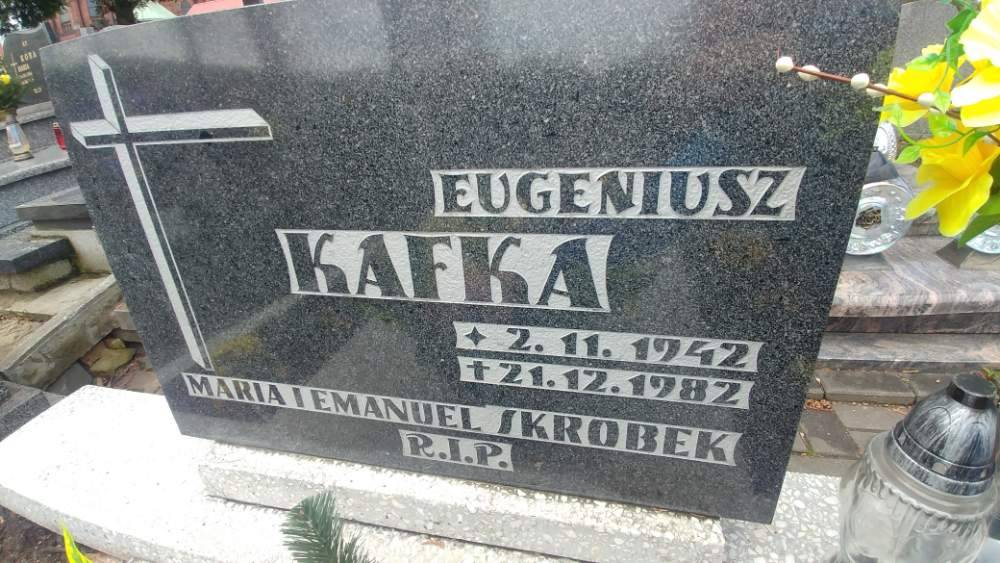 EUGENIUSZ
KAFKA
✦ 2. 11. 1942
✝ 21.12.1982
MARIA I EMANUEL SKROBEK
R.I.P.